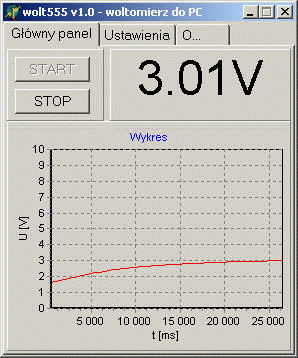 wolt555 v1.0 - woltomierz do PC
Główny panel Ustawienia O...
START
STOP
3.01V
Wykres
10
9
8
7
6
5
4
3
2
1
0
U [V]
5 000 10 000 15 000 20 000 25 000
t [ms]